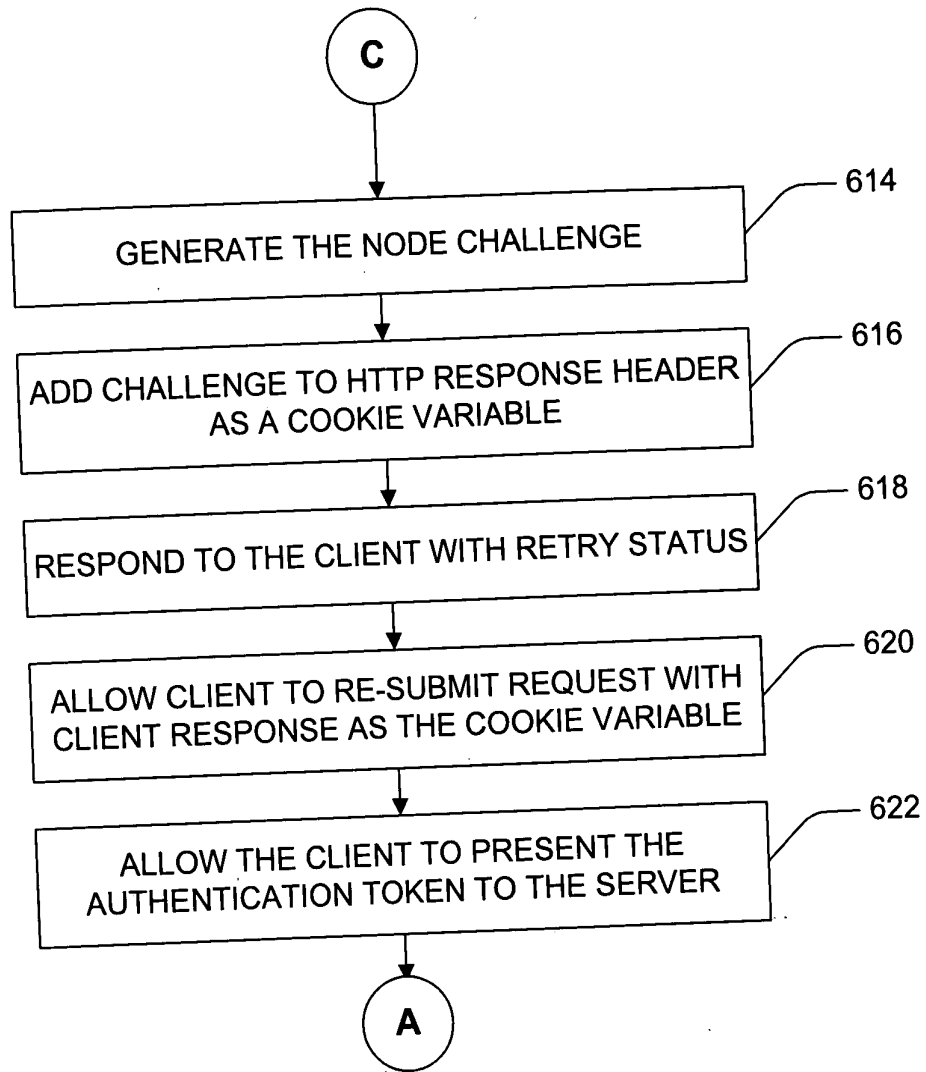 C
614
GENERATE THE NODE CHALLENGE
616
ADD CHALLENGE TO HTTP RESPONSE HEADER
AS A COOKIE VARIABLE
618
RESPOND TO THE CLIENT WITH RETRY STATUS
620
ALLOW CLIENT TO RE-SUBMIT REQUEST WITH
CLIENT RESPONSE AS THE COOKIE VARIABLE
622
ALLOW THE CLIENT TO PRESENT THE
AUTHENTICATION TOKEN TO THE SERVER
A